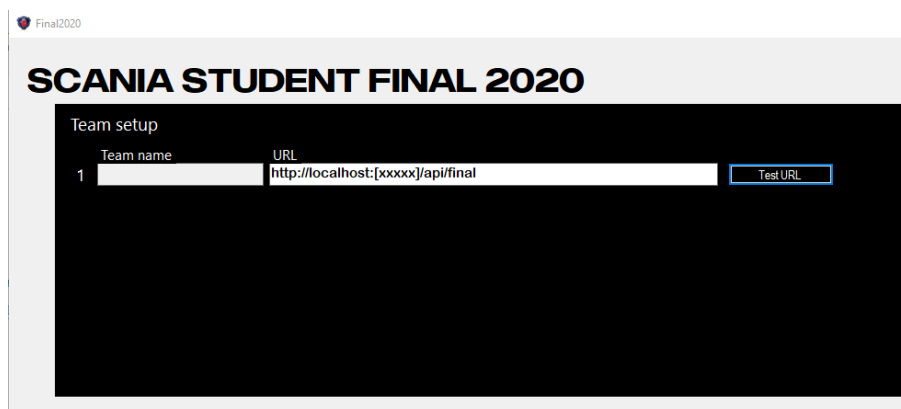 Final2020
SCANIA STUDENT FINAL 2020
Team setup
Team name URL
1 http://localhost:[xxxxx]/api/final Test URL